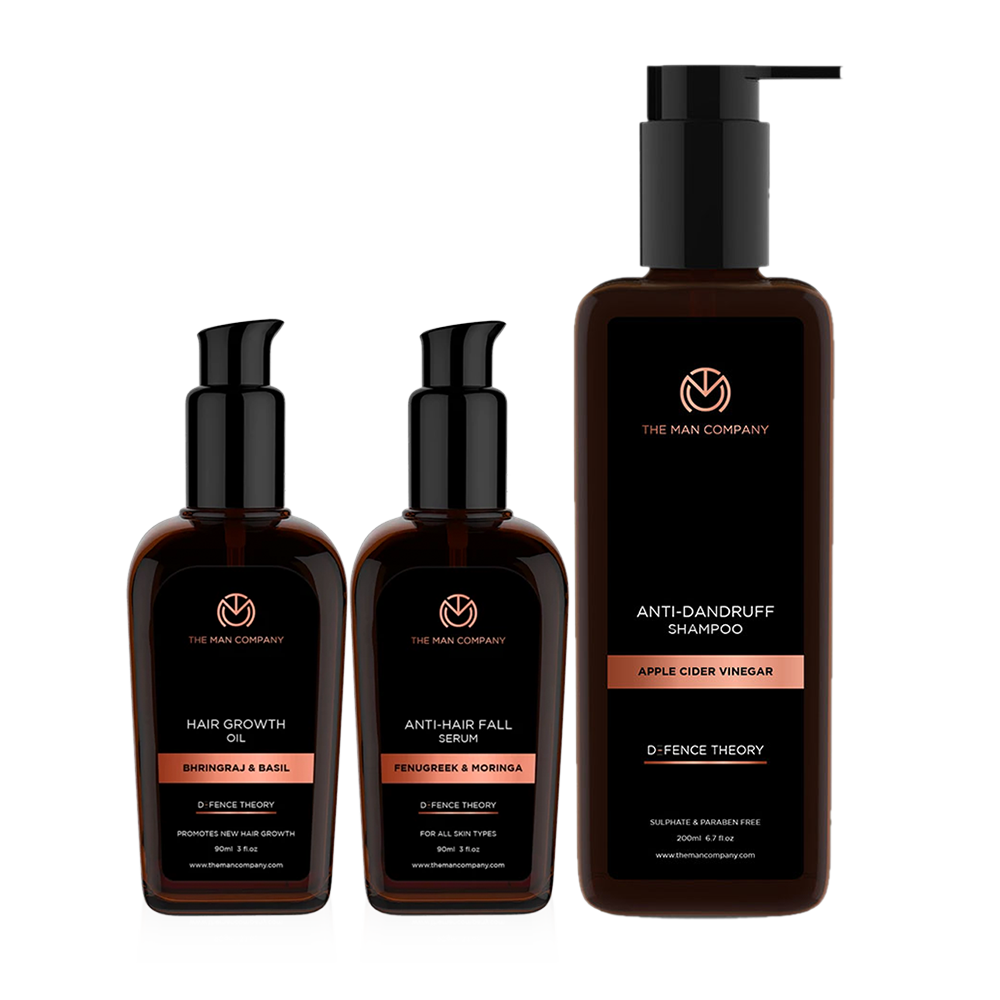 THE MAN COMPANY
HAIR GROWTH
OIL
BHRINGRAJ & BASIL
DEFENCE THEORY
PROMOTES NEW HAIR GROWTH
90ml 3 fl.oz
www.themancompany.com
THE MAN COMPANY
ANTI-HAIR FALL
SERUM
FENUGREEK & MORINGA
DEFENCE THEORY
FOR ALL SKIN TYPES
90ml 3 fl.oz
www.themancompany.com
THE MAN COMPANY
ANTI-DANDRUFF
SHAMPOO
APPLE CIDER VINEGAR
DEFENCE THEORY
SULPHATE & PARABEN FREE
200ml 6.7 fl.oz
www.themancompany.com